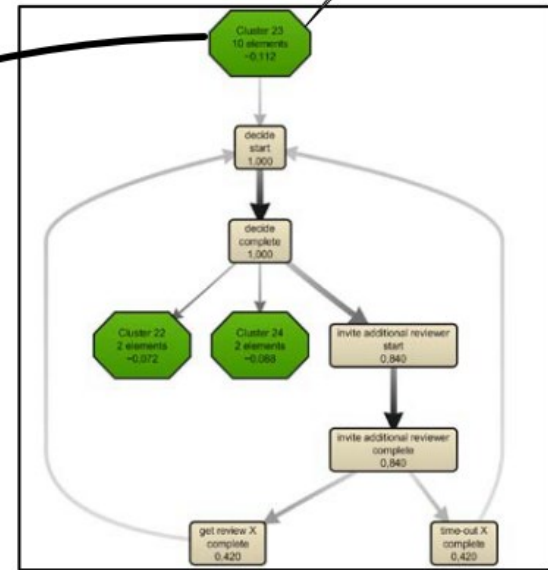 Cluster 23
10 elements
~0,112
decide
start
1,000
decide
complete
1,000
Cluster 22
2 elements
~0,072
Cluster 24
2 elements
~0,088
invite additional reviewer
start
0,840
invite additional reviewer
complete
0,840
get review X
complete
0,420
time-out X
complete
0,420